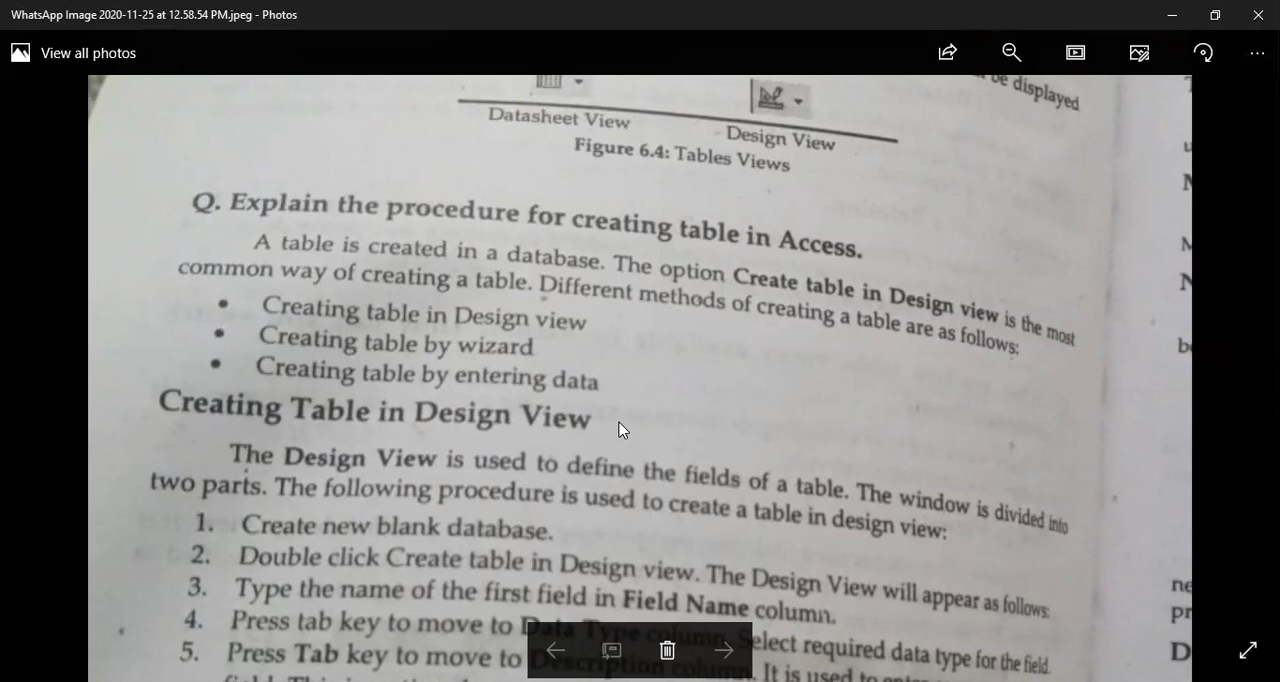 WhatsApp Image 2020-11-25 at 12.58.54 PM.jpeg - Photos
View all photos
be displayed
Datasheet View
Design View
Figure 6.4: Tables Views
Q. Explain the procedure for creating table in Access.
A table is created in a database. The option Create table in Design view is the most
common way of creating a table. Different methods of creating a table are as follows:
• Creating table in Design view
• Creating table by wizard
• Creating table by entering data
Creating Table in Design View
The Design View is used to define the fields of a table. The window is divided into
two parts. The following procedure is used to create a table in design view:
1. Create new blank database.
2. Double click Create table in Design view. The Design View will appear as follows:
3. Type the name of the first field in Field Name column.
4. Press tab key to move to Data Type column. Select required data type for the field.
5. Press Tab key to move to Description column. It is used to